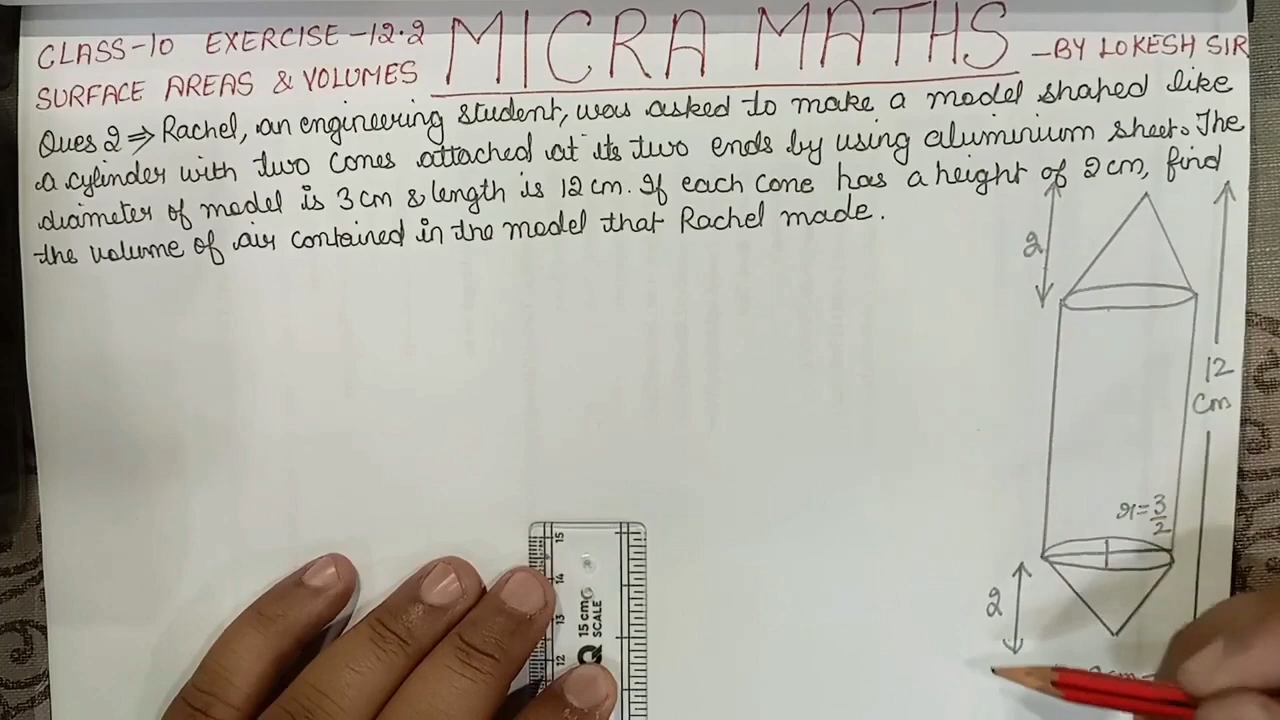 CLASS-10 EXERCISE-12.2 MICRA MATHS -BY LOKESH SIR
SURFACE AREAS & VOLUMES
Ques 2 ⇒ Rachel, an engineering student, was asked to make a model shaped like
a cylinder with two cones attached at its two ends by using aluminium sheet. The
diameter of model is 3 cm & length is 12 cm. If each cone has a height of 2 cm, find
the volume of air contained in the model that Rachel made.
2
12
cm
r=3/2
2
15
14
13
12
15 cm
SCALE